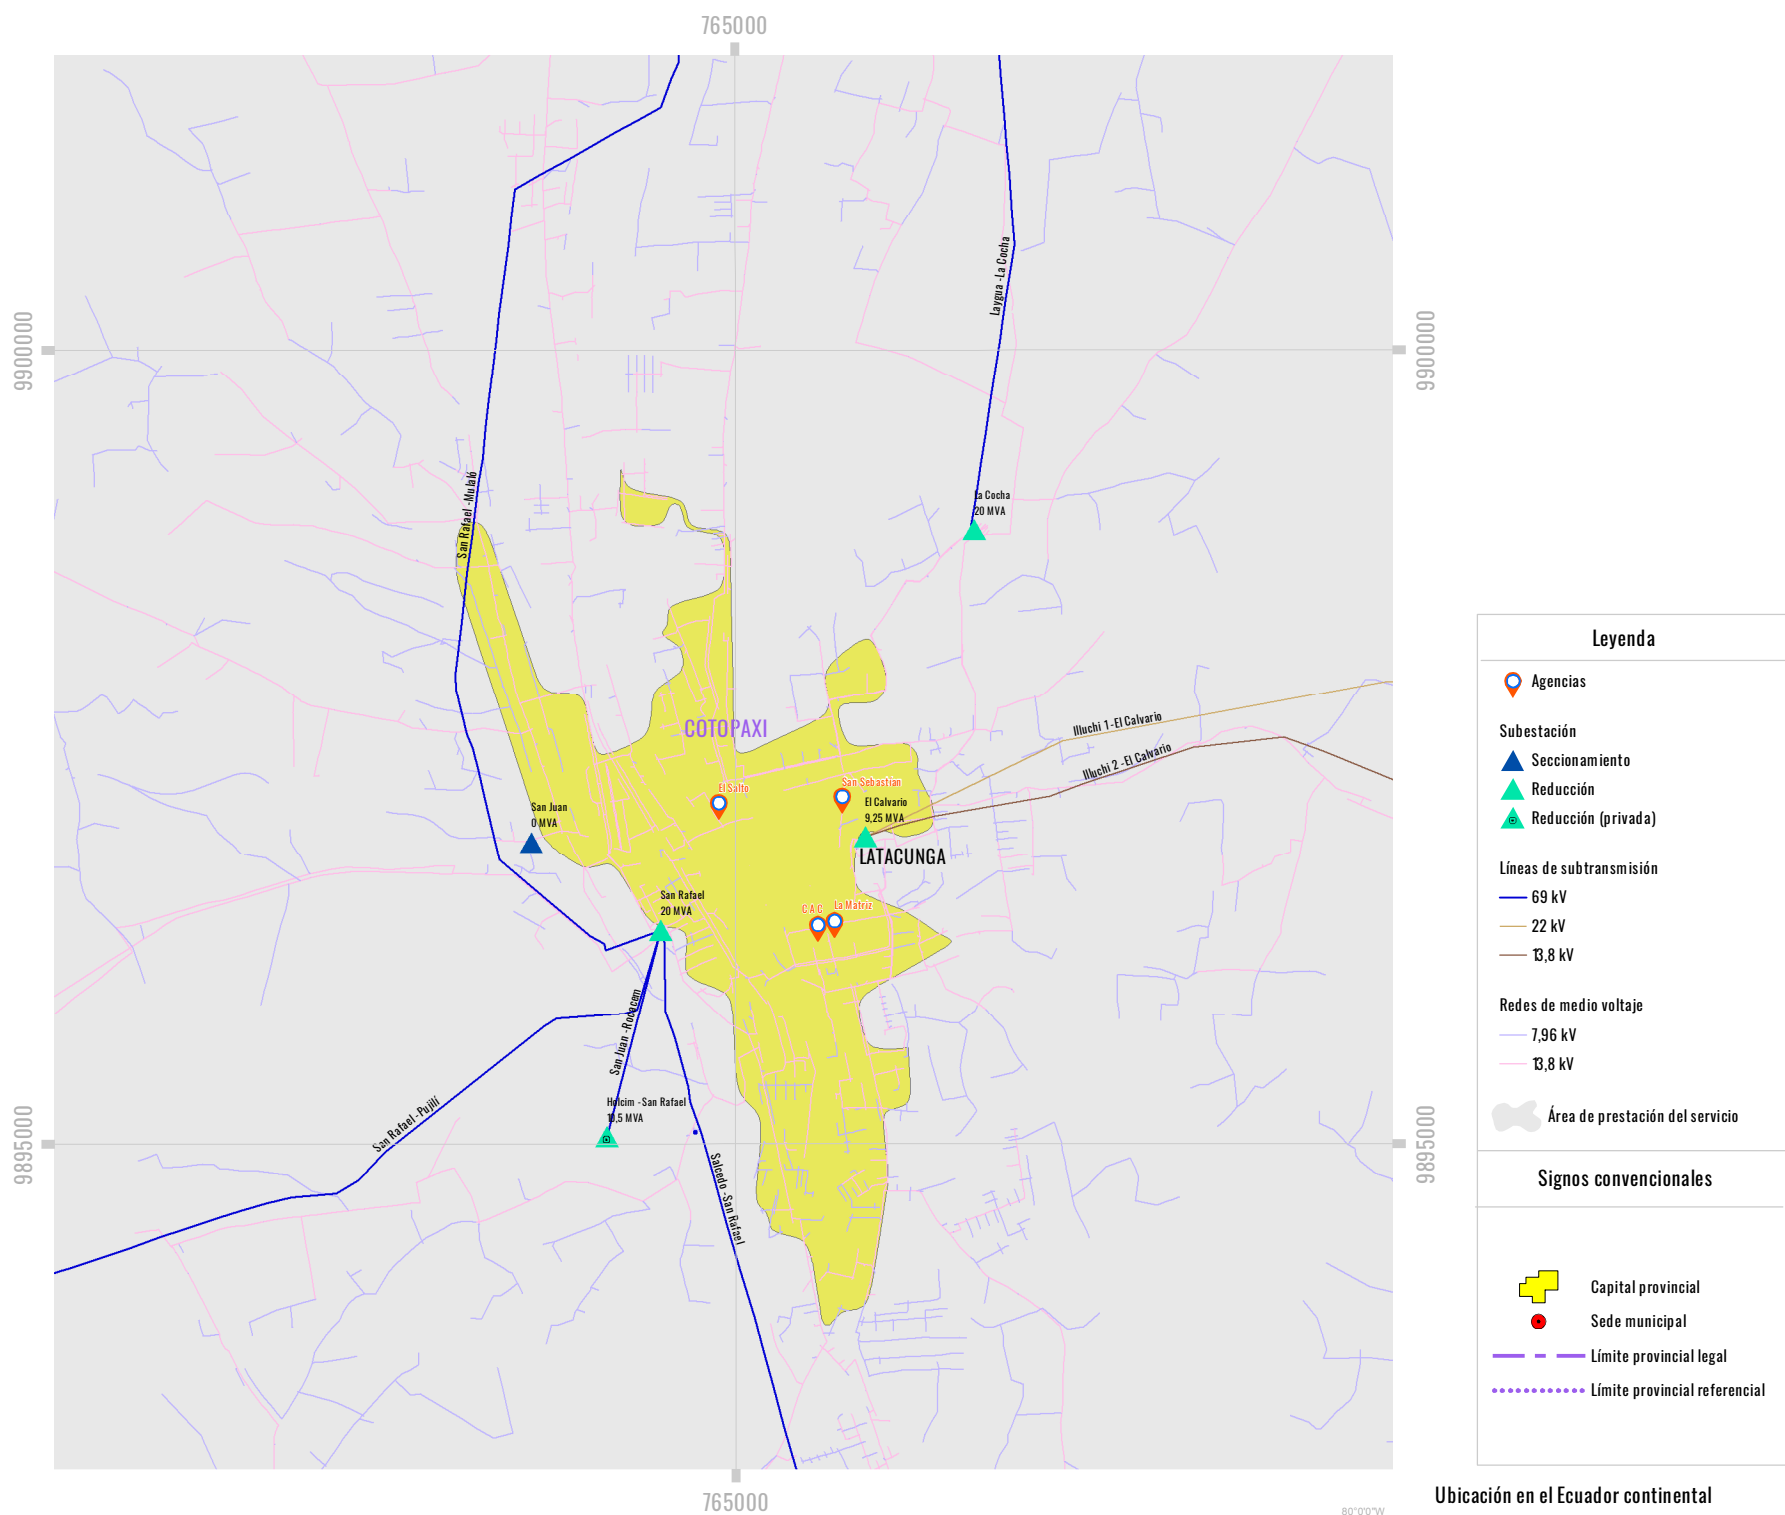 765000
9900000
9900000
Laygua -La Cocha
San Rafael -Mulaló
La Cocha
20 MVA
COTOPAXI
Illuchi 1 -El Calvario
Illuchi 2 -El Calvario
El Salto
San Sebastián
El Calvario
9,25 MVA
San Juan
0 MVA
LATACUNGA
San Rafael
20 MVA
C A C
La Matriz
San Juan -Rocacem
San Rafael -Pujilí
Holcim -San Rafael
19,5 MVA
9895000
9895000
Salcedo -San Rafael
765000
80°0'0"W
Leyenda
Agencias
Subestación
Seccionamiento
Reducción
Reducción (privada)
Líneas de subtransmisión
69 kV
22 kV
13,8 kV
Redes de medio voltaje
7,96 kV
13,8 kV
Área de prestación del servicio
Signos convencionales
Capital provincial
Sede municipal
Límite provincial legal
Límite provincial referencial
Ubicación en el Ecuador continental